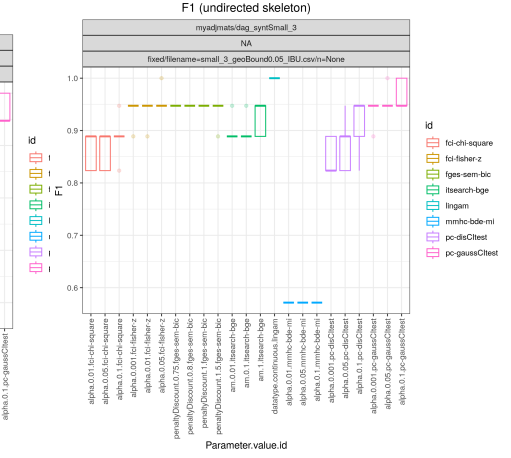 F1 (undirected skeleton)
myadjmats/dag_syntSmall_3
NA
fixed/filename=small_3_geoBound0.05_IBU.csv/n=None
F1
1.0
0.9
0.8
0.7
0.6
alpha.0.1.pc-gaussCItest
alpha.0.01.fci-chi-square
alpha.0.05.fci-chi-square
alpha.0.1.fci-chi-square
alpha.0.001.fci-fisher-z
alpha.0.01.fci-fisher-z
alpha.0.05.fci-fisher-z
penaltyDiscount.0.75.fges-sem-bic
penaltyDiscount.0.8.fges-sem-bic
penaltyDiscount.1.fges-sem-bic
penaltyDiscount.1.5.fges-sem-bic
am.0.01.itsearch-bge
am.0.1.itsearch-bge
am.1.itsearch-bge
datatype.continuous.lingam
alpha.0.01.mmhc-bde-mi
alpha.0.05.mmhc-bde-mi
alpha.0.1.mmhc-bde-mi
alpha.0.001.pc-disCItest
alpha.0.05.pc-disCItest
alpha.0.1.pc-disCItest
alpha.0.001.pc-gaussCItest
alpha.0.05.pc-gaussCItest
alpha.0.1.pc-gaussCItest
Parameter.value.id
id
id
fci-chi-square
fci-fisher-z
fges-sem-bic
itsearch-bge
lingam
mmhc-bde-mi
pc-disCItest
pc-gaussCItest